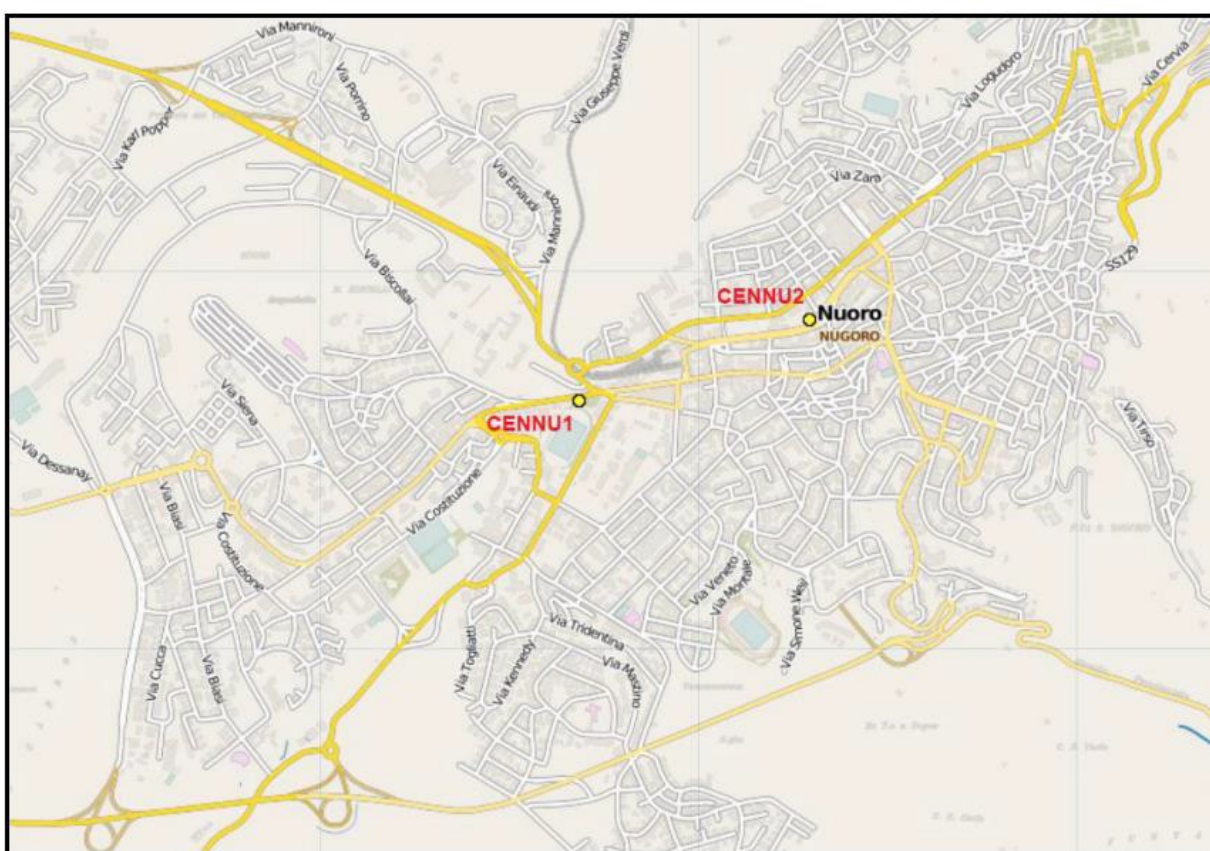 Via Mannironi
Via Giuseppe Verdi
Via Cervia
Via Pomino
Via Logudoro
Via Karl Popper
Via Einaudi
Via Zara
Via Mannironi
Via Biscollai
SS129
CENNU2
Nuoro
NUGORO
Via Siena
CENNU1
Via Tirso
Via Dessanay
Via Costituzione
Via Biasi
Via Costituzione
Via Veneto
Via Montale
Via Simone Weil
Via Tridentina
Via Togliatti
Via Kennedy
Via Mastino
Via Cucca
Via Biasi